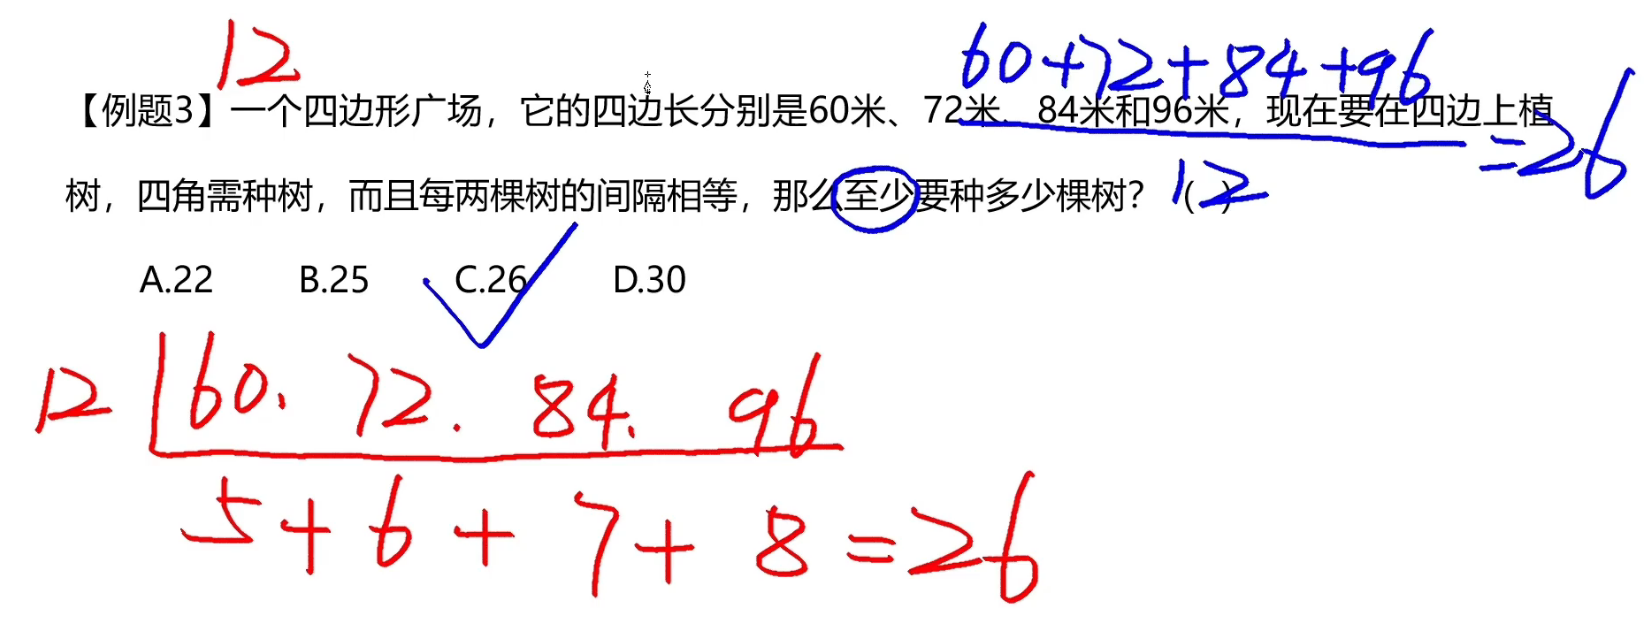 12
60+72+84+96
【例题3】一个四边形广场，它的四边长分别是60米、72米、84米和96米，现在要在四边上植
=26
12
树，四角需种树，而且每两棵树的间隔相等，那么至少要种多少棵树？（ ）
A.22 B.25 C.26 D.30
12 60. 72. 84. 96
5+6+7+8=26